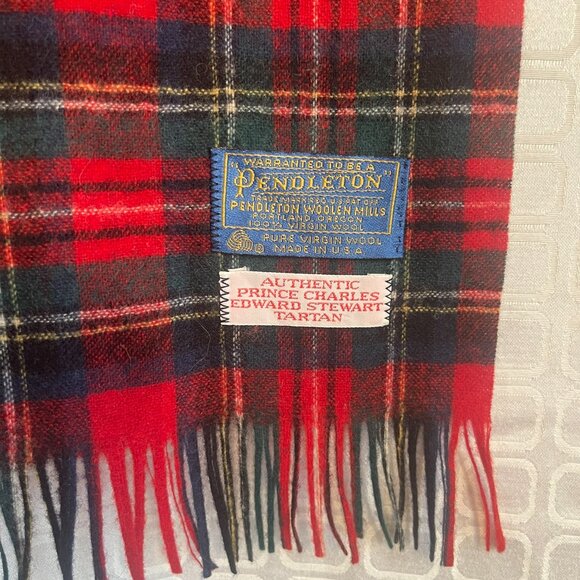 "WARRANTED TO BE A
PENDLETON"
TRADEMARK REG U.S. PAT OFF
PENDLETON WOOLEN MILLS
PORTLAND, OREGON
100% VIRGIN WOOL
PURE VIRGIN WOOL
MADE IN U.S.A.
AUTHENTIC
PRINCE CHARLES
EDWARD STEWART
TARTAN